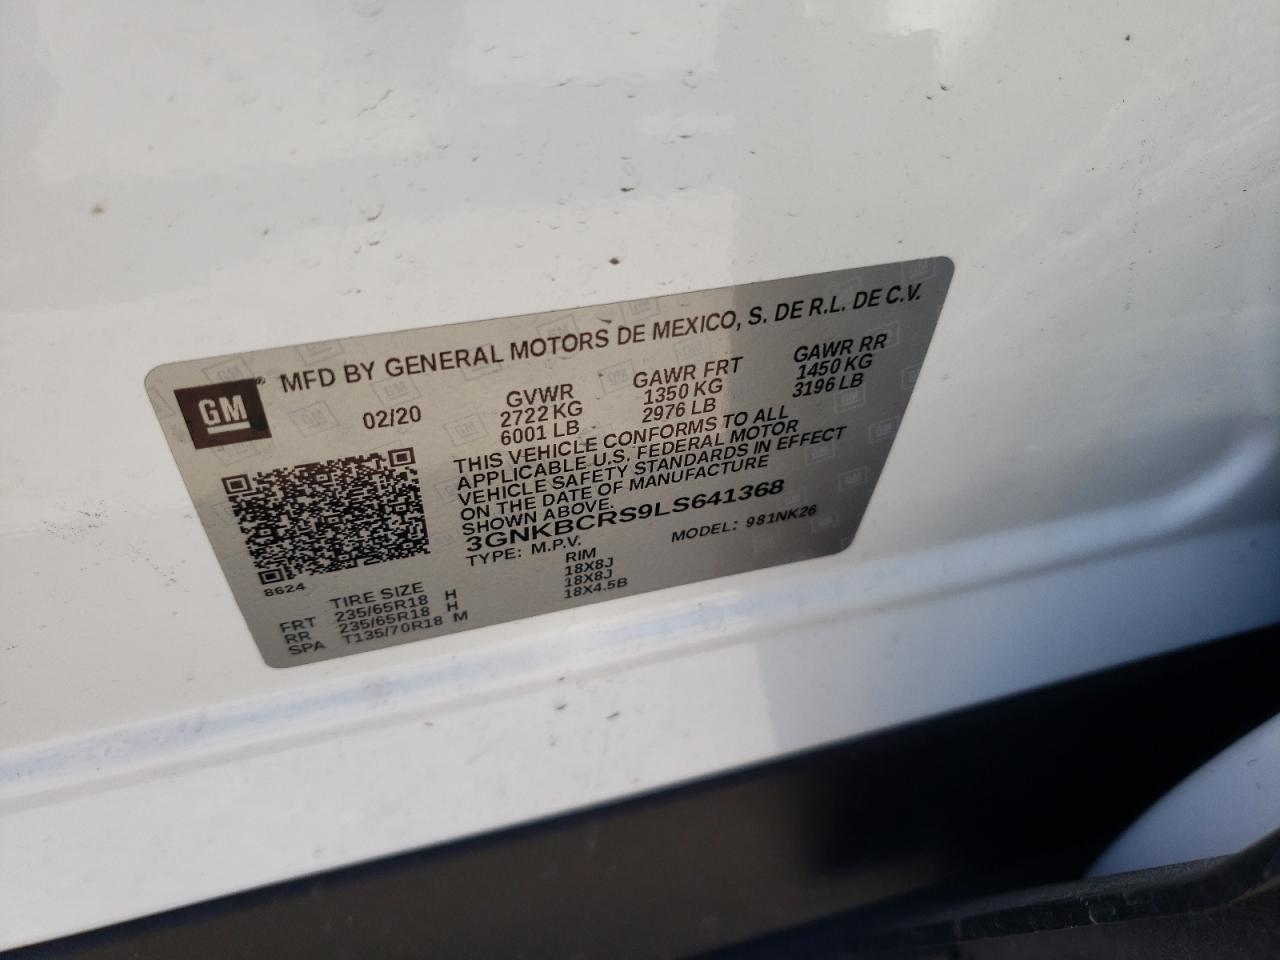 MFD BY GENERAL MOTORS DE MEXICO, S. DE R.L. DE C.V.
GM ®
02/20
GVWR GAWR FRT GAWR RR
2722 KG 1350 KG 1450 KG
6001 LB 2976 LB 3196 LB
THIS VEHICLE CONFORMS TO ALL
APPLICABLE U.S. FEDERAL MOTOR
VEHICLE SAFETY STANDARDS IN EFFECT
ON THE DATE OF MANUFACTURE
SHOWN ABOVE.
3GNKBCRS9LS641368
TYPE: M.P.V. MODEL: 981NK26
8624
TIRE SIZE RIM
FRT 235/65R18 H 18X8J
RR 235/65R18 H 18X8J
SPA T135/70R18 M 18X4.5B